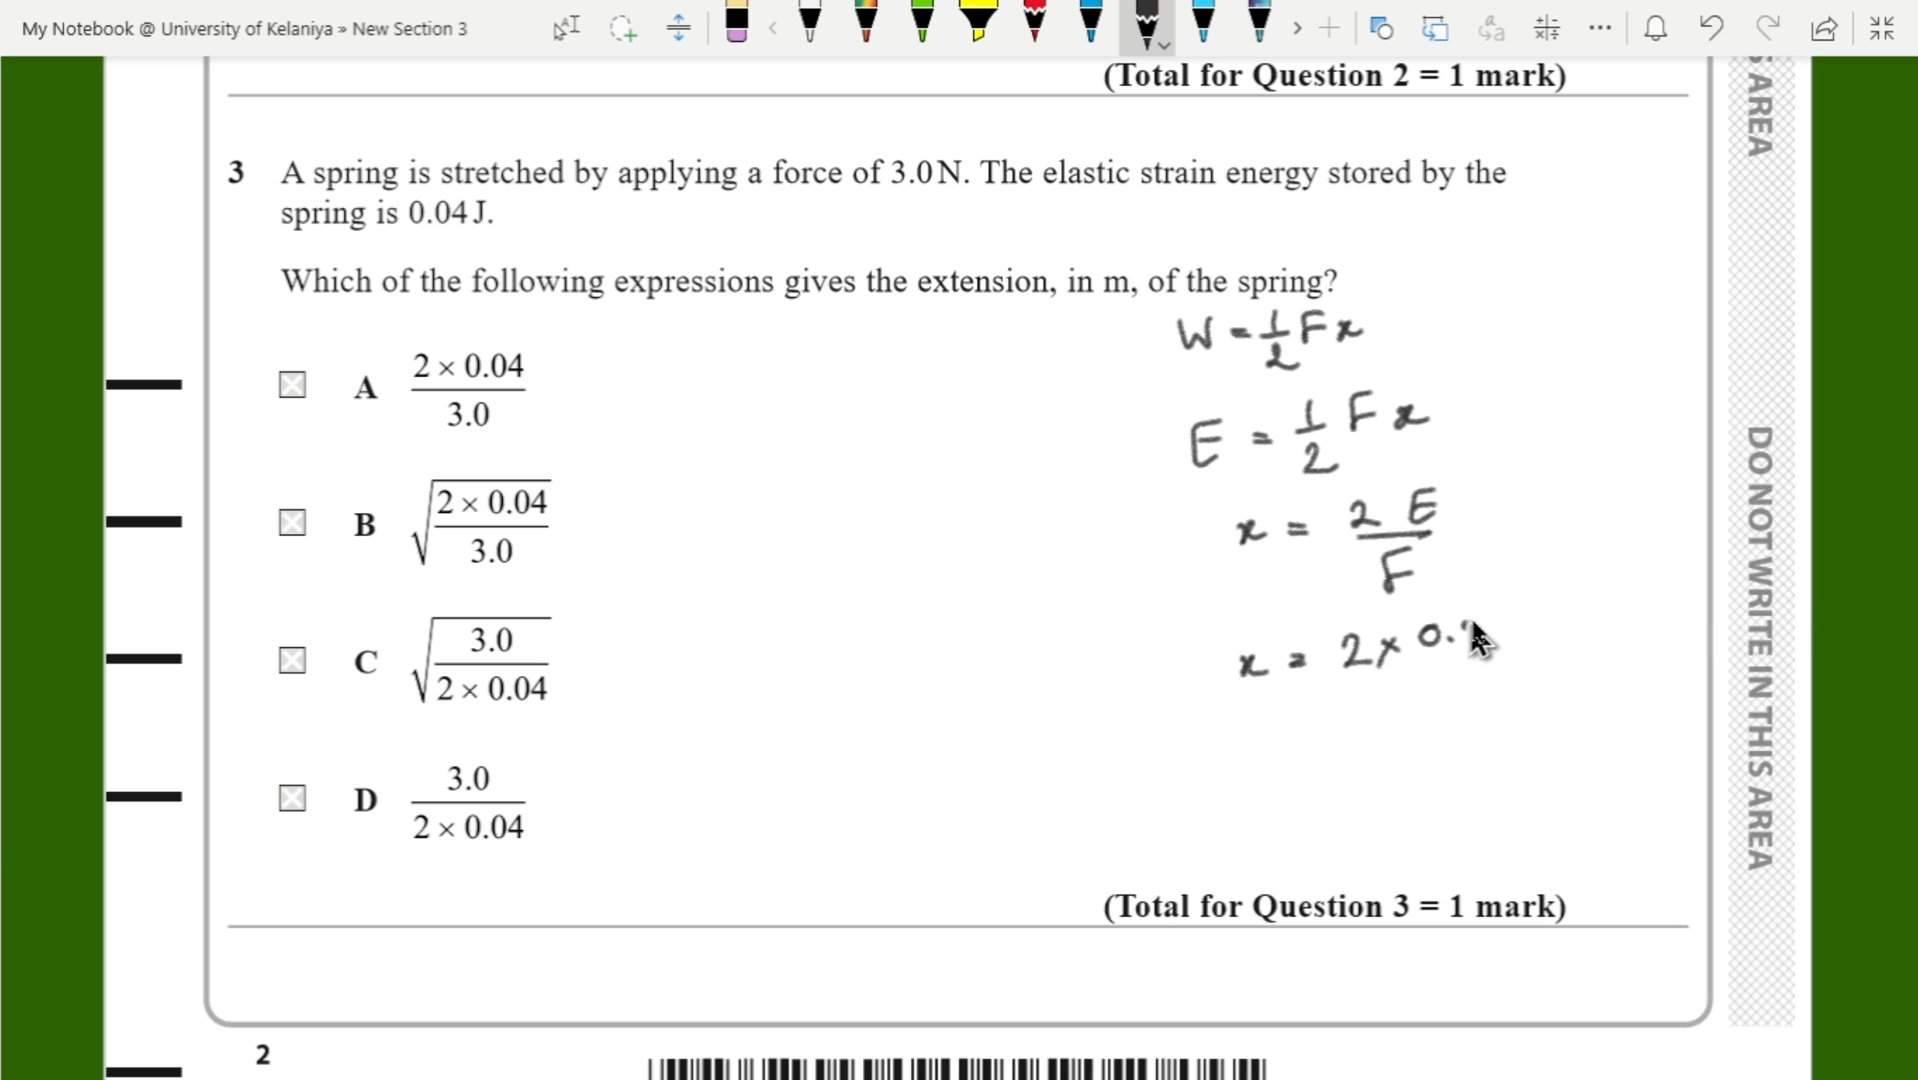 My Notebook @ University of Kelaniya » New Section 3
(Total for Question 2 = 1 mark)
3 A spring is stretched by applying a force of 3.0 N. The elastic strain energy stored by the
spring is 0.04 J.
Which of the following expressions gives the extension, in m, of the spring?
W = 1/2 F x
A 2 × 0.04 / 3.0
E = 1/2 F x
B √(2 × 0.04 / 3.0)
x = 2 E / F
C √(3.0 / 2 × 0.04)
x = 2 × 0.
D 3.0 / 2 × 0.04
(Total for Question 3 = 1 mark)
2
AREA
DO NOT WRITE IN THIS AREA